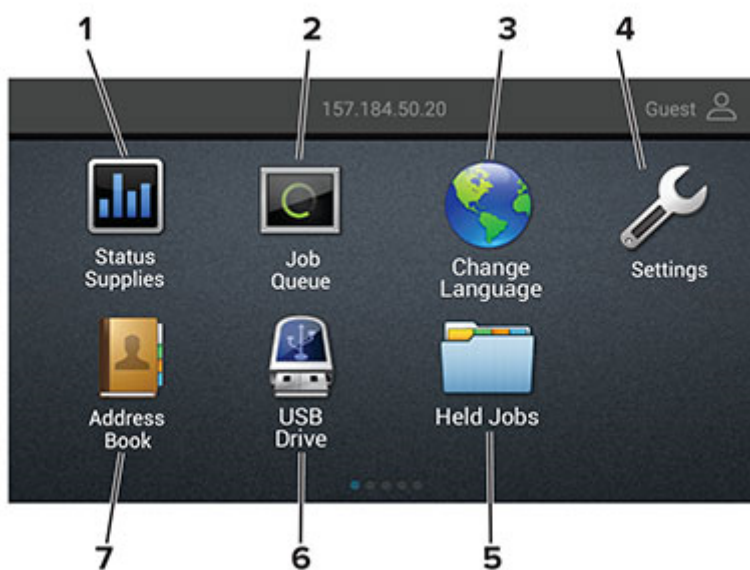 1 2 3 4
157.184.50.20 Guest
Status
Supplies
Job
Queue
Change
Language
Settings
Address
Book
USB
Drive
Held Jobs
7 6 5